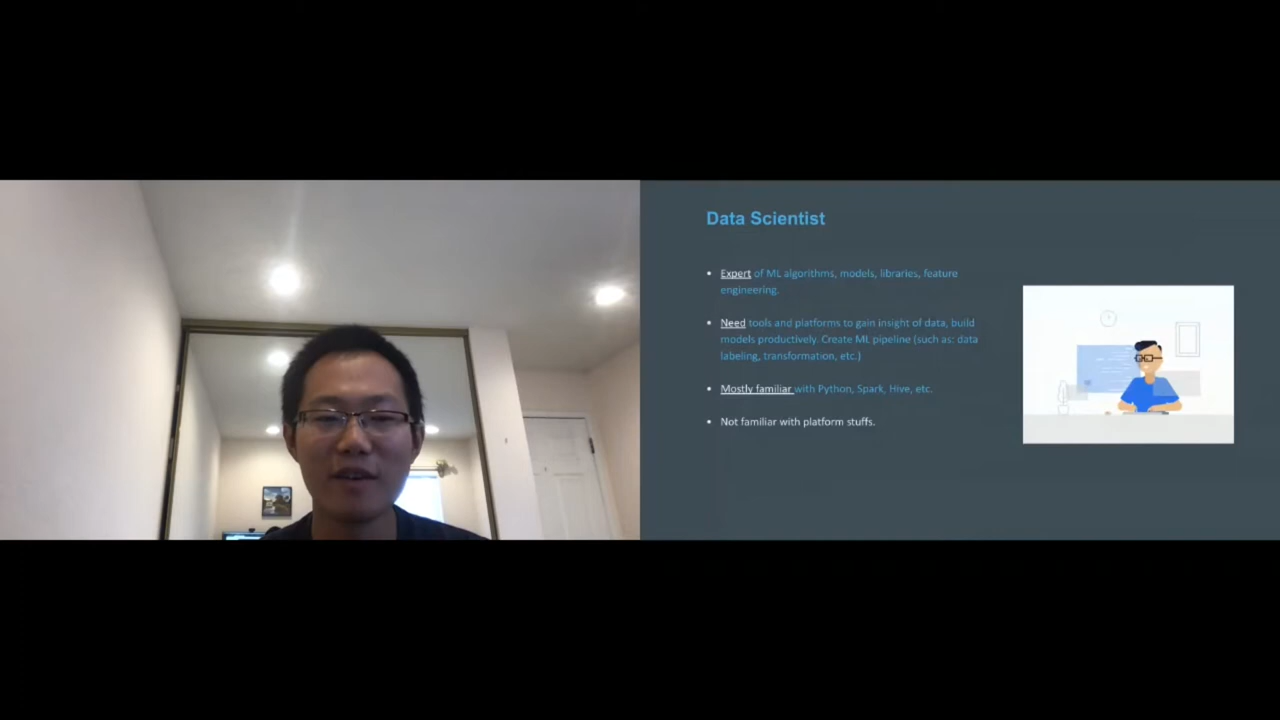 Data Scientist
• Expert of ML algorithms, models, libraries, feature
engineering.
• Need tools and platforms to gain insight of data, build
models productively. Create ML pipeline (such as: data
labeling, transformation, etc.)
• Mostly familiar with Python, Spark, Hive, etc.
• Not familiar with platform stuffs.